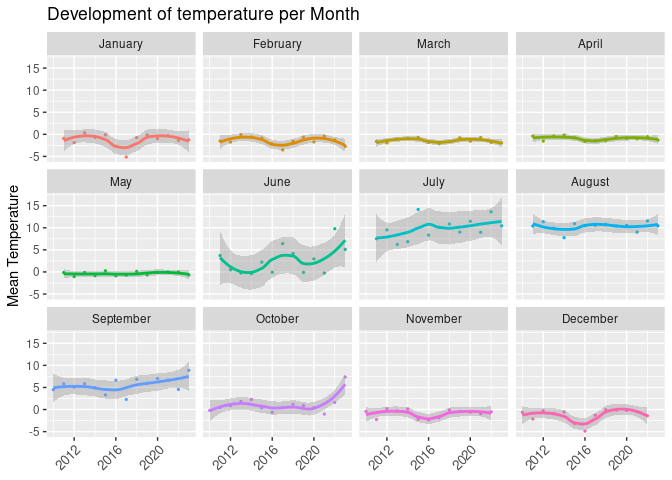 Development of temperature per Month
January February March April
15
10
5
0
-5
May June July August
15
10
5
0
-5
September October November December
15
10
5
0
-5
2012 2016 2020 2012 2016 2020 2012 2016 2020 2012 2016 2020
Mean Temperature